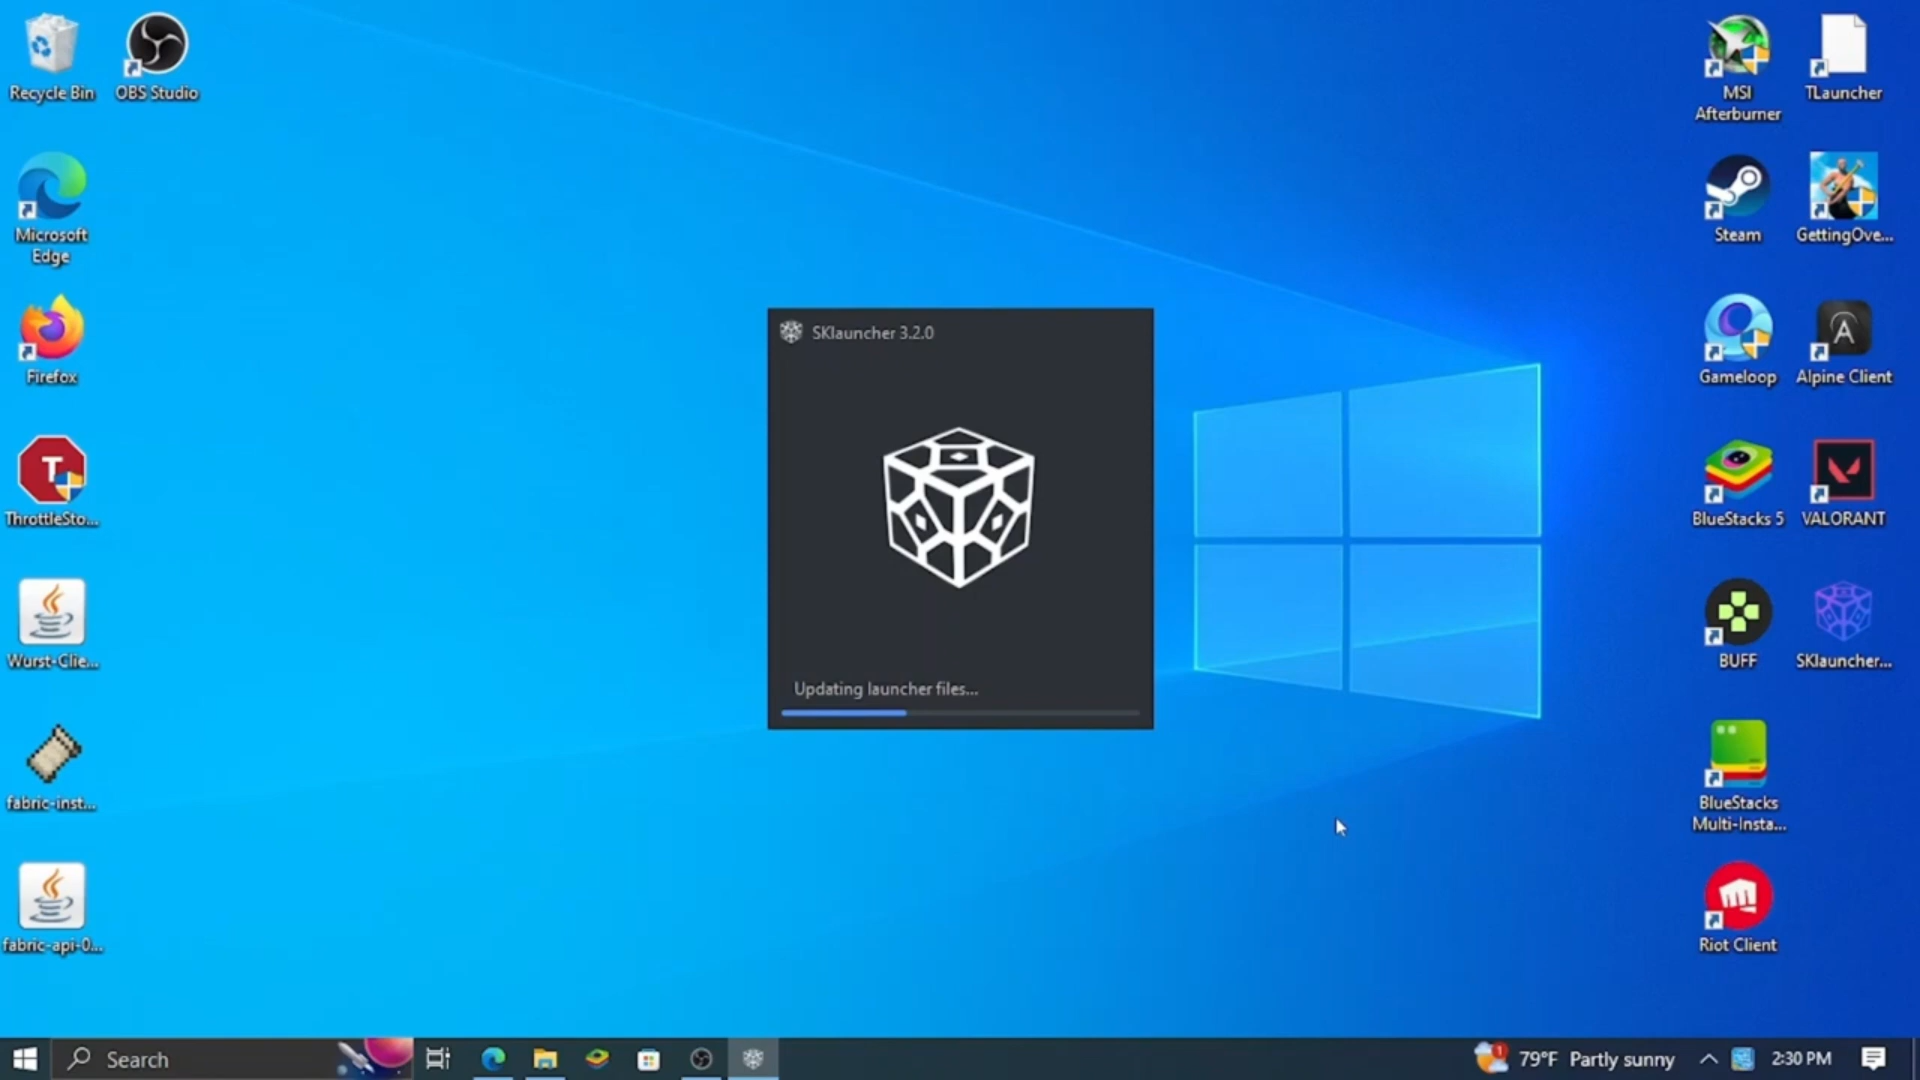 Recycle Bin
OBS Studio
Microsoft
Edge
Firefox
ThrottleSto...
Wurst-Clie...
fabric-inst...
fabric-api-0...
SKlauncher 3.2.0
Updating launcher files...
MSI
Afterburner
TLauncher
Steam
GettingOve...
Gameloop
Alpine Client
BlueStacks 5
VALORANT
BUFF
SKlauncher...
BlueStacks
Multi-Insta...
Riot Client
Search
1
79°F Partly sunny
2:30 PM